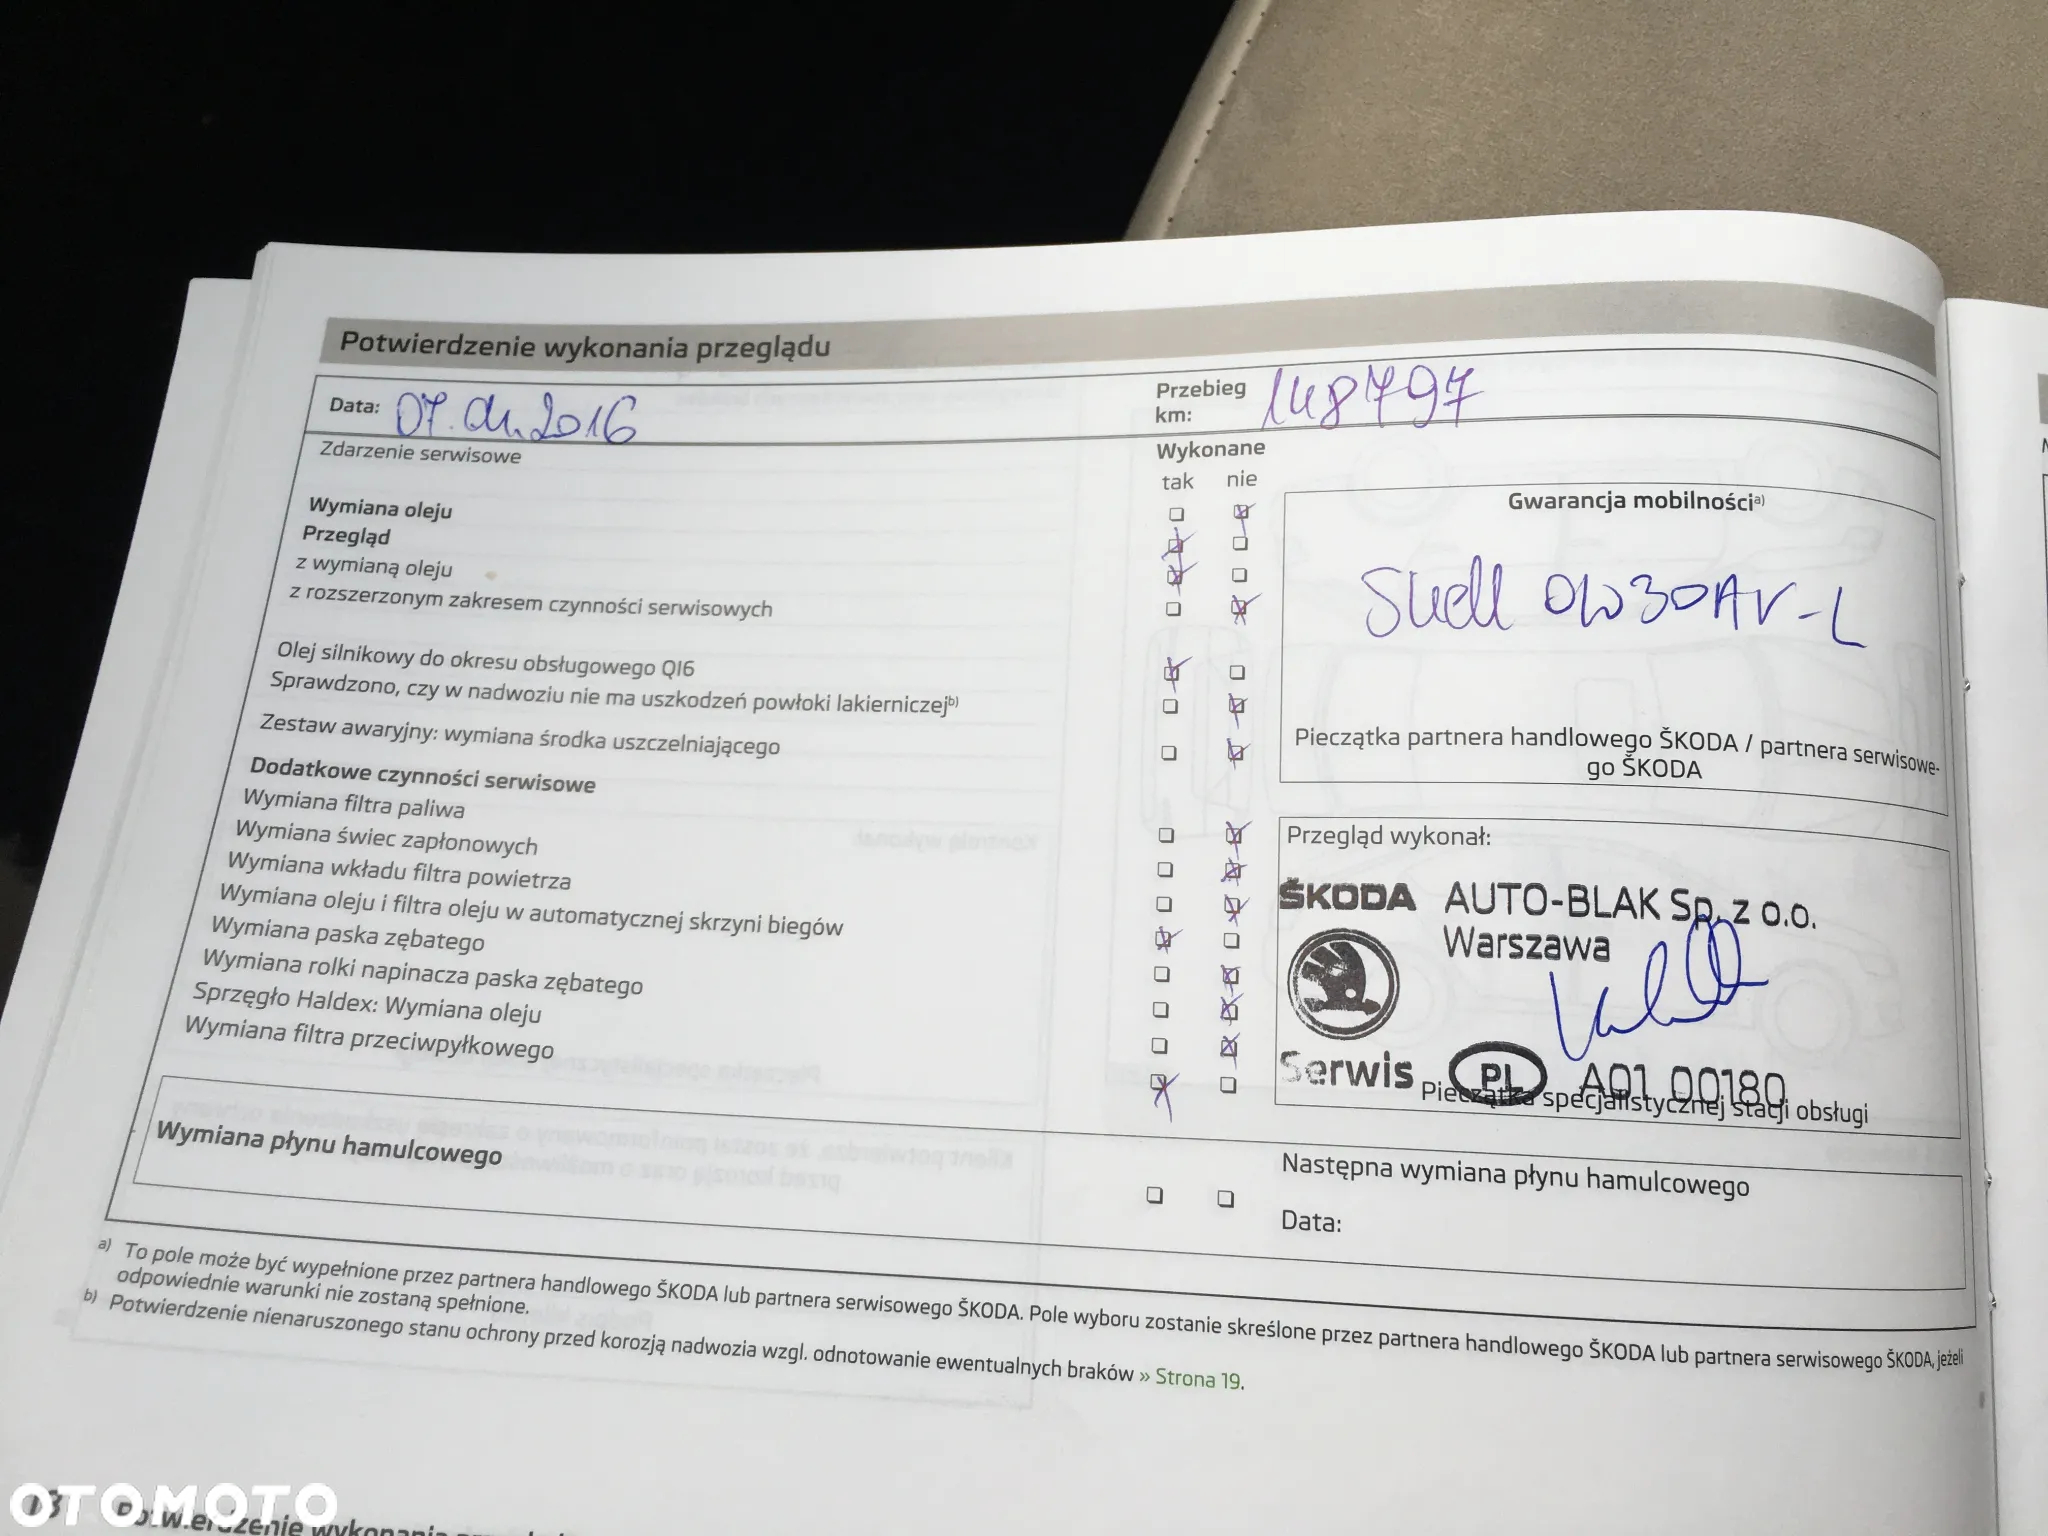 Potwierdzenie wykonania przeglądu
Data: 07.04.2016
Przebieg km: 148797
Zdarzenie serwisowe
Wykonane
tak nie
Wymiana oleju
Przegląd
z wymianą oleju
z rozszerzonym zakresem czynności serwisowych
Olej silnikowy do okresu obsługowego QI6
Sprawdzono, czy w nadwoziu nie ma uszkodzeń powłoki lakierniczej b)
Zestaw awaryjny: wymiana środka uszczelniającego
Dodatkowe czynności serwisowe
Wymiana filtra paliwa
Wymiana świec zapłonowych
Wymiana wkładu filtra powietrza
Wymiana oleju i filtra oleju w automatycznej skrzyni biegów
Wymiana paska zębatego
Wymiana rolki napinacza paska zębatego
Sprzęgło Haldex: Wymiana oleju
Wymiana filtra przeciwpyłkowego
Wymiana płynu hamulcowego
Gwarancja mobilności a)
Shell 0W30AV-L
Pieczątka partnera handlowego ŠKODA / partnera serwisowe-
go ŠKODA
Przegląd wykonał:
ŠKODA AUTO-BLAK Sp. z o.o.
Warszawa
Serwis PL A01 00180
Pieczątka specjalistycznej stacji obsługi
Następna wymiana płynu hamulcowego
Data:
a) To pole może być wypełnione przez partnera handlowego ŠKODA lub partnera serwisowego ŠKODA. Pole wyboru zostanie skreślone przez partnera handlowego ŠKODA lub partnera serwisowego ŠKODA, jeżeli
odpowiednie warunki nie zostaną spełnione.
b) Potwierdzenie nienaruszonego stanu ochrony przed korozją nadwozia wzgl. odnotowanie ewentualnych braków » Strona 19.
Potwierdzenie wykonania
OTOMOTO